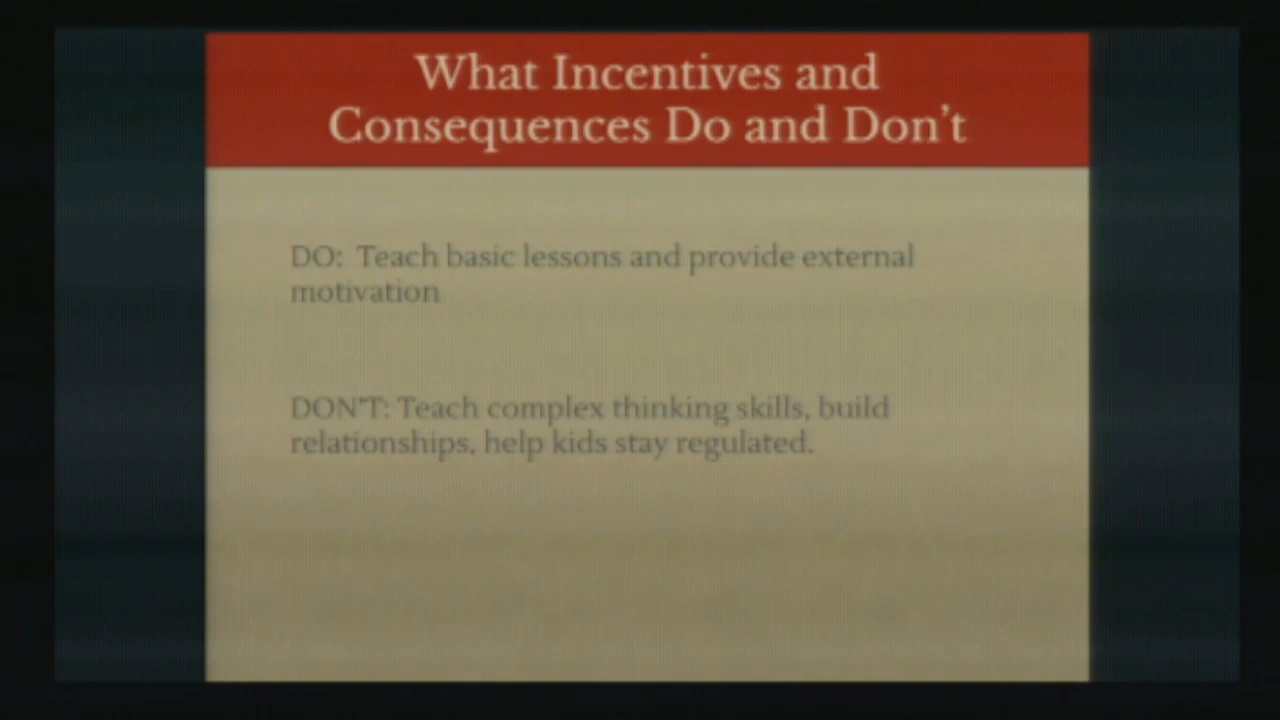 What Incentives and
Consequences Do and Don't
DO: Teach basic lessons and provide external
motivation
DON'T: Teach complex thinking skills, build
relationships, help kids stay regulated.